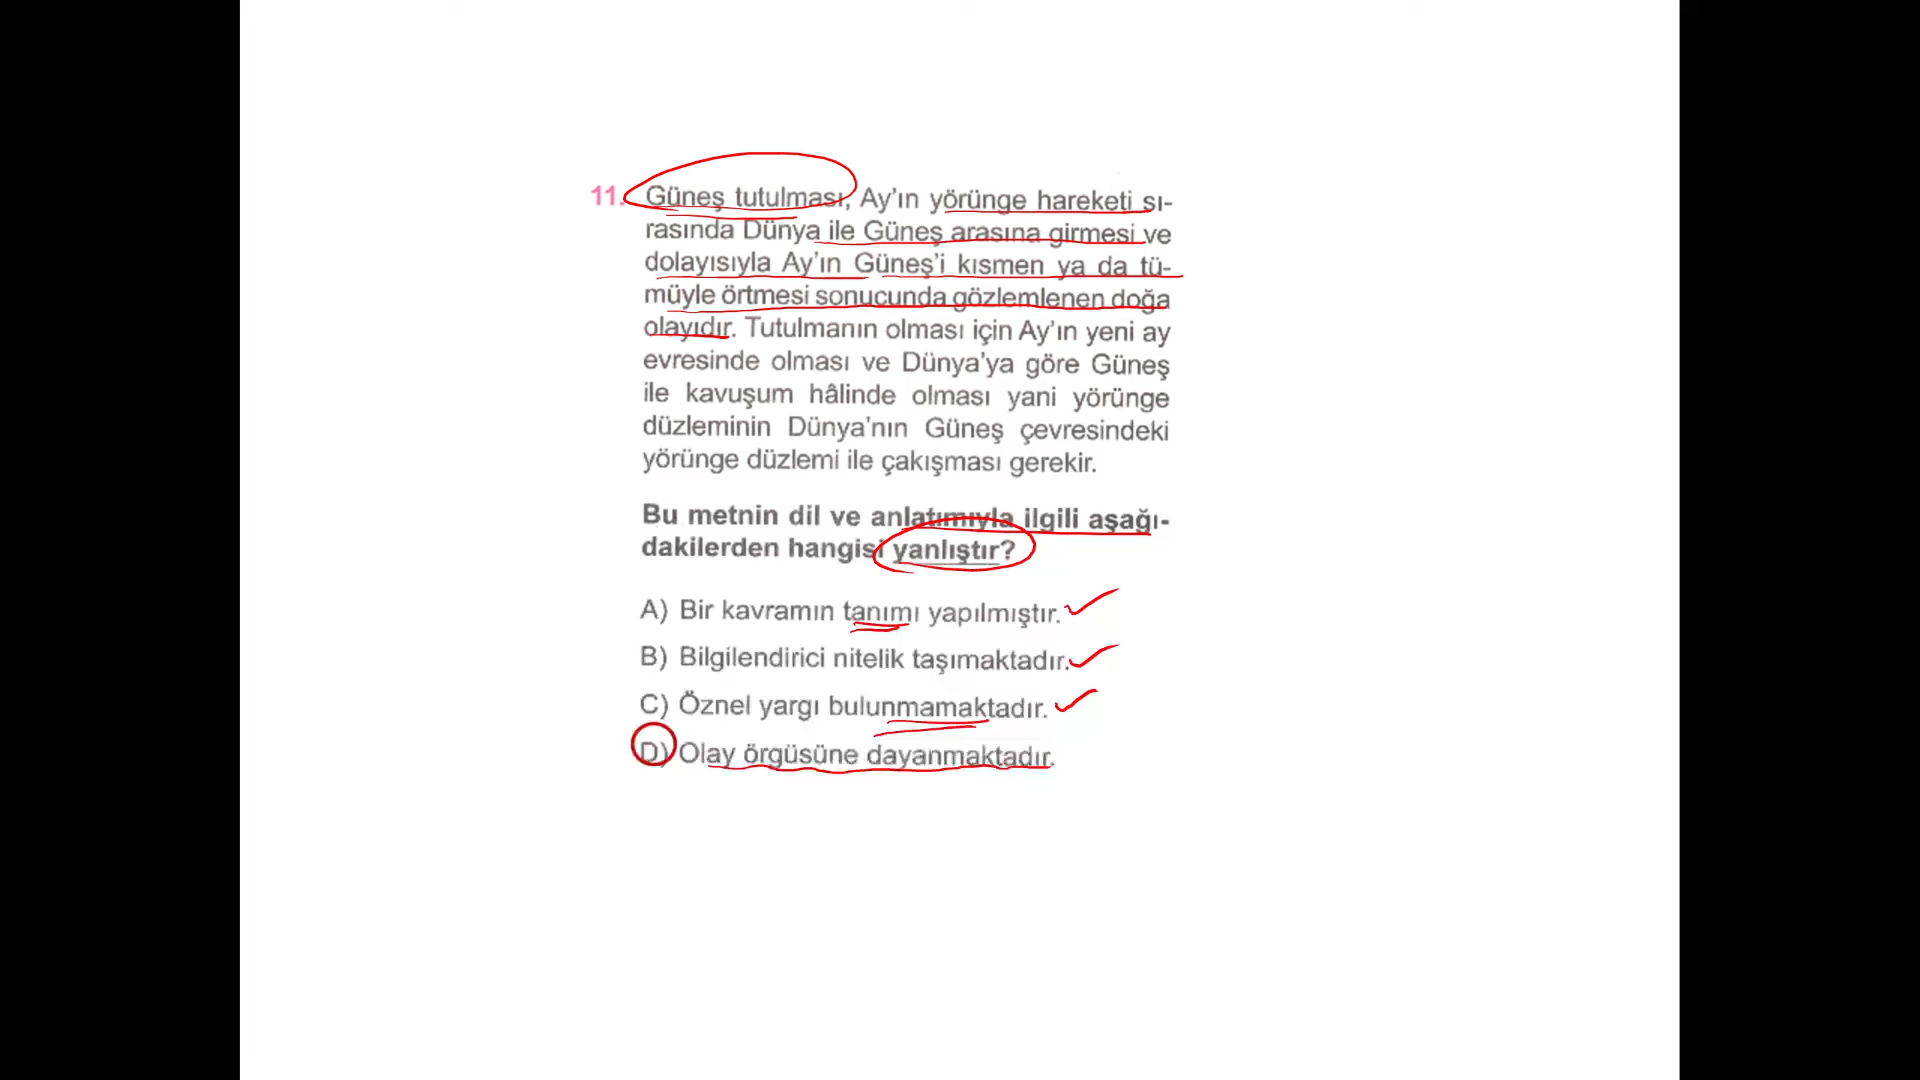 11. Güneş tutulması, Ay’ın yörünge hareketi sı-
rasında Dünya ile Güneş arasına girmesi ve
dolayısıyla Ay’ın Güneş’i kısmen ya da tü-
müyle örtmesi sonucunda gözlemlenen doğa
olayıdır. Tutulmanın olması için Ay’ın yeni ay
evresinde olması ve Dünya’ya göre Güneş
ile kavuşum hâlinde olması yani yörünge
düzleminin Dünya’nın Güneş çevresindeki
yörünge düzlemi ile çakışması gerekir.
Bu metnin dil ve anlatımıyla ilgili aşağı-
dakilerden hangisi yanlıştır?
A) Bir kavramın tanımı yapılmıştır.
B) Bilgilendirici nitelik taşımaktadır.
C) Öznel yargı bulunmamaktadır.
D) Olay örgüsüne dayanmaktadır.